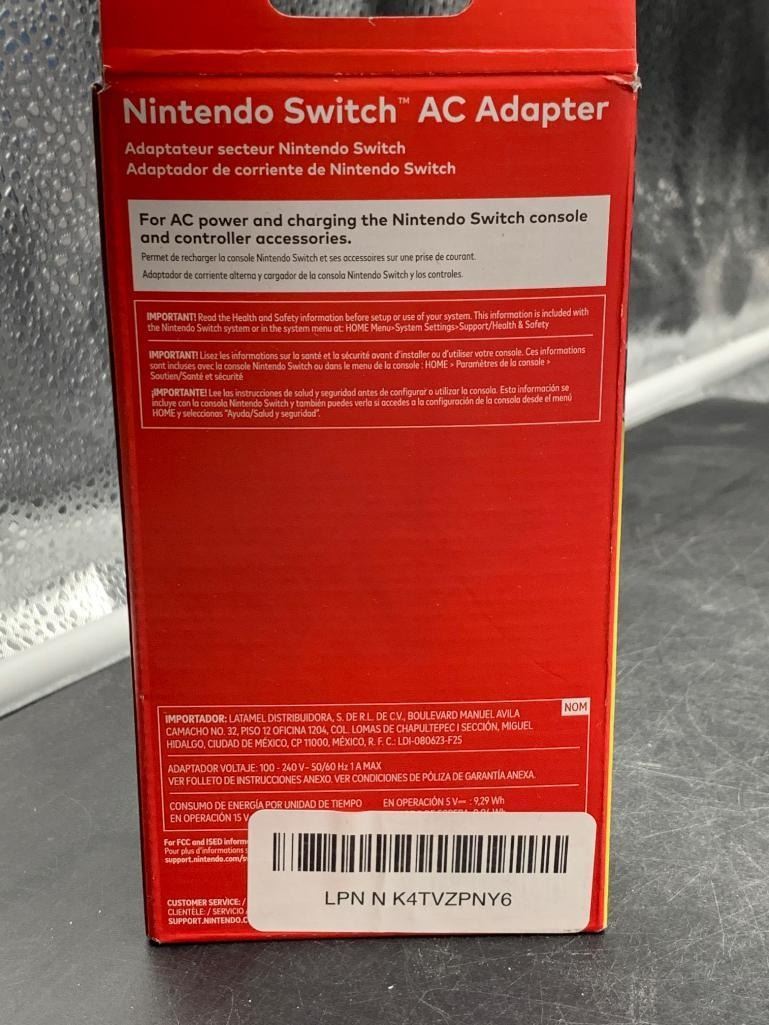 Nintendo Switch™ AC Adapter
Adaptateur secteur Nintendo Switch
Adaptador de corriente de Nintendo Switch
For AC power and charging the Nintendo Switch console
and controller accessories.
Permet de recharger la console Nintendo Switch et ses accessoires sur une prise de courant.
Adaptador de corriente alterna y cargador de la consola Nintendo Switch y los controles.
IMPORTANT! Read the Health and Safety information before setup or use of your system. This information is included with
the Nintendo Switch system or in the system menu at: HOME Menu>System Settings>Support/Health & Safety
IMPORTANT! Lisez les informations sur la santé et la sécurité avant d'installer ou d'utiliser votre console. Ces informations
sont incluses avec la console Nintendo Switch ou dans le menu de la console : HOME > Paramètres de la console >
Soutien/Santé et sécurité
¡IMPORTANTE! Lee las instrucciones de salud y seguridad antes de configurar o utilizar la consola. Esta información se
incluye con la consola Nintendo Switch y también puedes verla si accedes a la configuración de la consola desde el menú
HOME y seleccionas "Ayuda/Salud y seguridad".
NOM
IMPORTADOR: LATAMEL DISTRIBUIDORA, S. DE R.L. DE C.V., BOULEVARD MANUEL AVILA
CAMACHO NO. 32, PISO 12 OFICINA 1204, COL. LOMAS DE CHAPULTEPEC I SECCIÓN, MIGUEL
HIDALGO, CIUDAD DE MÉXICO, CP 11000, MÉXICO, R. F. C.: LDI-080623-F25
ADAPTADOR VOLTAJE: 100 - 240 V~ 50/60 Hz 1 A MAX
VER FOLLETO DE INSTRUCCIONES ANEXO. VER CONDICIONES DE PÓLIZA DE GARANTÍA ANEXA.
CONSUMO DE ENERGÍA POR UNIDAD DE TIEMPO EN OPERACIÓN 5 V⎓ : 9,29 Wh
EN OPERACIÓN 15 V
For FCC and ISED inform
Pour plus d'informations s
support.nintendo.com/s
CUSTOMER SERVICE: /
CLIENTÈLE: / SERVICIO
SUPPORT.NINTENDO.C
LPN N K4TVZPNY6